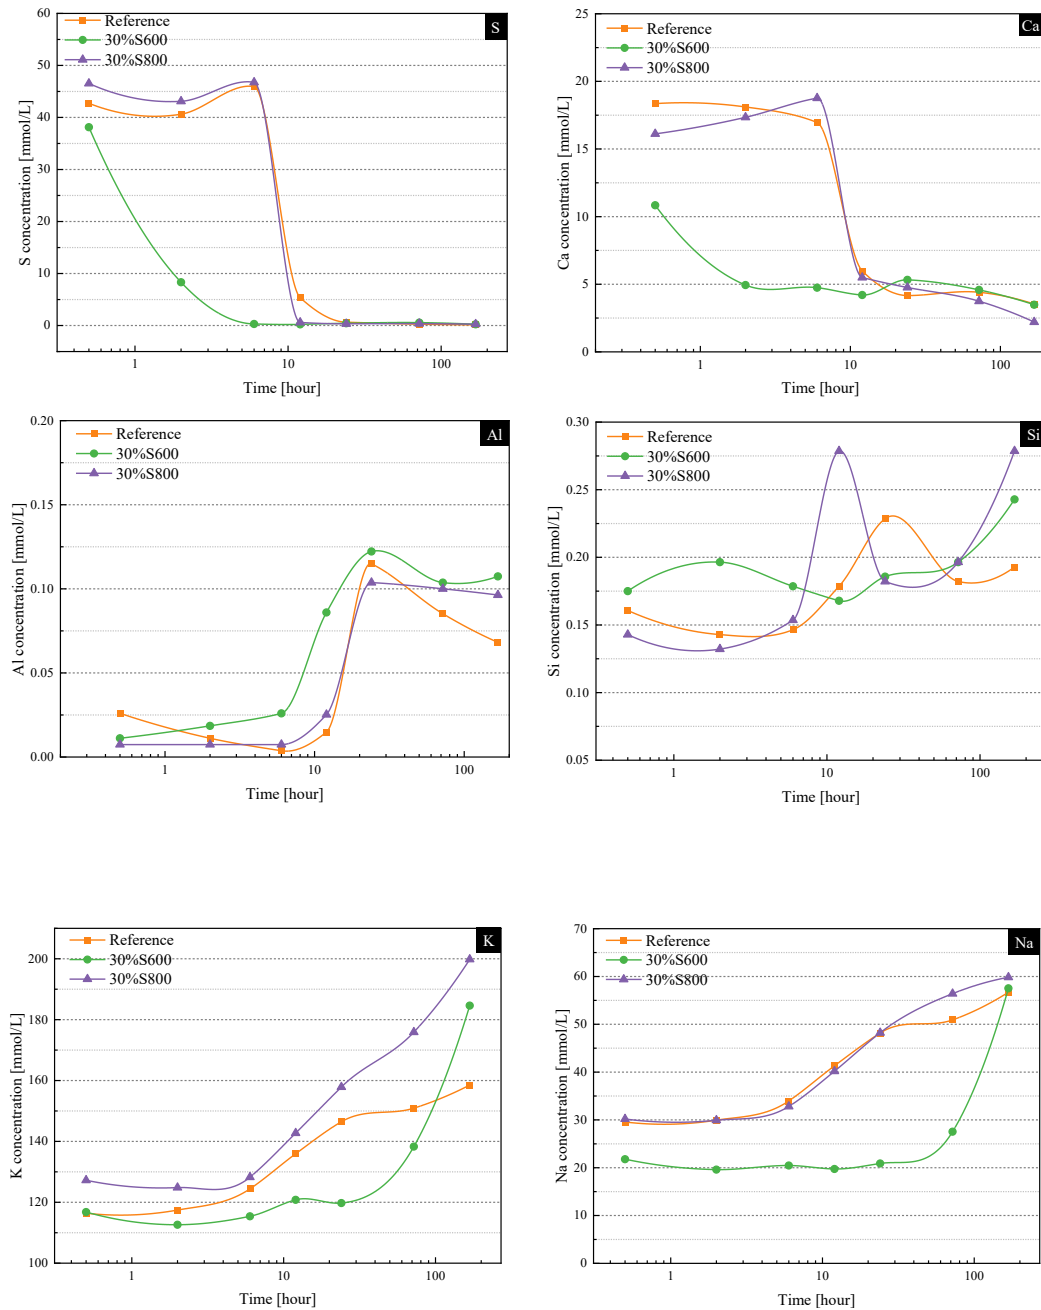 S
Reference
30%S600
30%S800
60
50
40
30
20
10
0
S concentration [mmol/L]
1
10
100
Time [hour]
Ca
Reference
30%S600
30%S800
25
20
15
10
5
0
Ca concentration [mmol/L]
1
10
100
Time [hour]
Al
Reference
30%S600
30%S800
0.20
0.15
0.10
0.05
0.00
Al concentration [mmol/L]
1
10
100
Time [hour]
Si
Reference
30%S600
30%S800
0.30
0.25
0.20
0.15
0.10
0.05
Si concentration [mmol/L]
1
10
100
Time [hour]
K
Reference
30%S600
30%S800
200
180
160
140
120
100
K concentration [mmol/L]
1
10
100
Time [hour]
Na
Reference
30%S600
30%S800
70
60
50
40
30
20
10
0
Na concentration [mmol/L]
1
10
100
Time [hour]